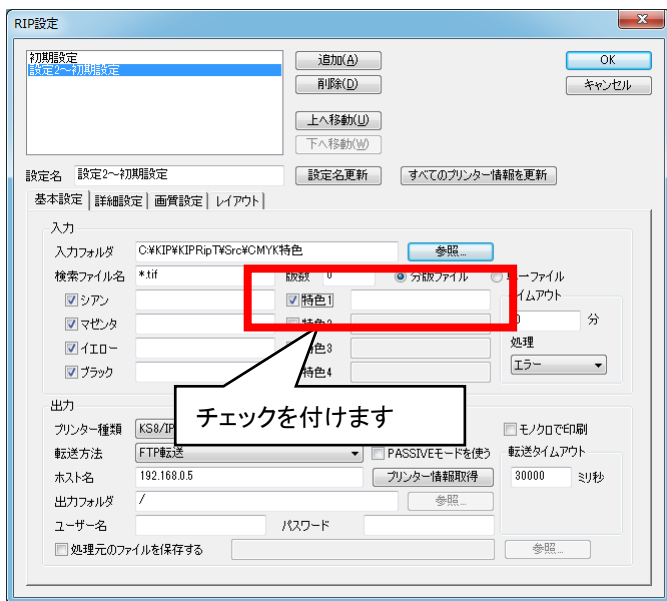 RIP設定
初期設定
設定2～初期設定
追加(A)
削除(D)
上へ移動(U)
下へ移動(W)
OK
キャンセル
設定名 設定2～初期設定 設定名更新 すべてのプリンター情報を更新
基本設定 詳細設定 画質設定 レイアウト
入力
入力フォルダ C:¥KIP¥KIPRipT¥Src¥CMYK特色 参照...
検索ファイル名 *.tif 版数 0 分版ファイル 単一ファイル
シアン 特色1 タイムアウト
マゼンタ 特色2 0 分
イエロー 特色3 処理
ブラック 特色4 エラー
チェックを付けます
出力
プリンター種類 KS8/IP モノクロで印刷
転送方法 FTP転送 PASSIVEモードを使う 転送タイムアウト
ホスト名 192.168.0.5 プリンター情報取得 30000 ミリ秒
出力フォルダ / 参照...
ユーザー名 パスワード
処理元のファイルを保存する 参照...